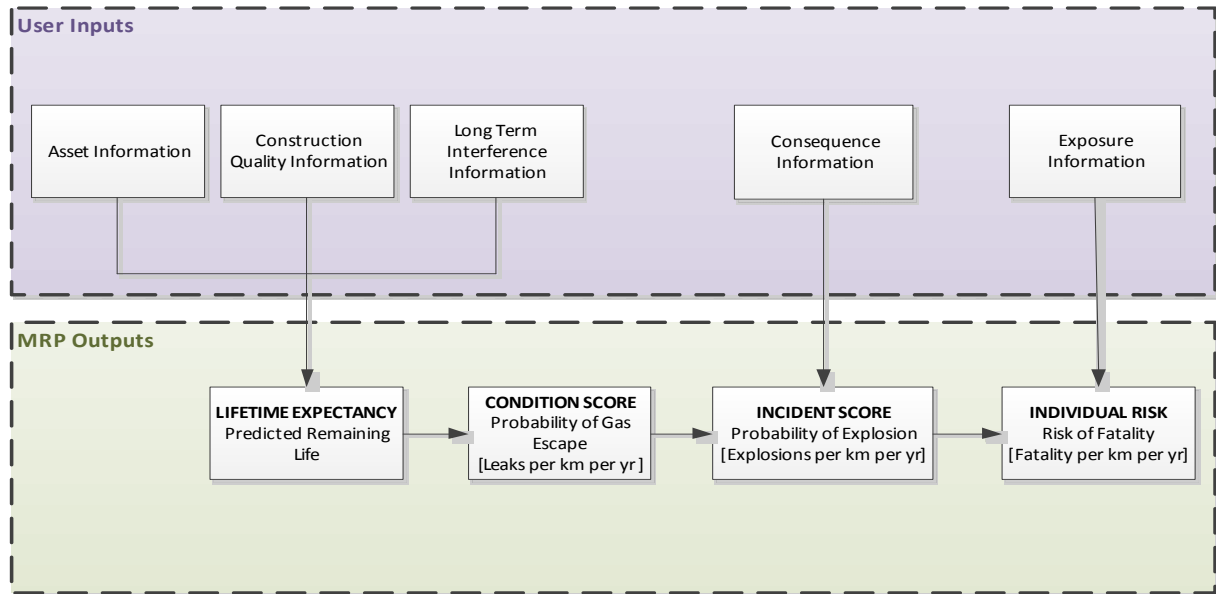 User Inputs
Asset Information
Construction
Quality Information
Long Term
Interference
Information
Consequence
Information
Exposure
Information
MRP Outputs
LIFETIME EXPECTANCY
Predicted Remaining
Life
CONDITION SCORE
Probability of Gas
Escape
[Leaks per km per yr]
INCIDENT SCORE
Probability of Explosion
[Explosions per km per yr]
INDIVIDUAL RISK
Risk of Fatality
[Fatality per km per yr]